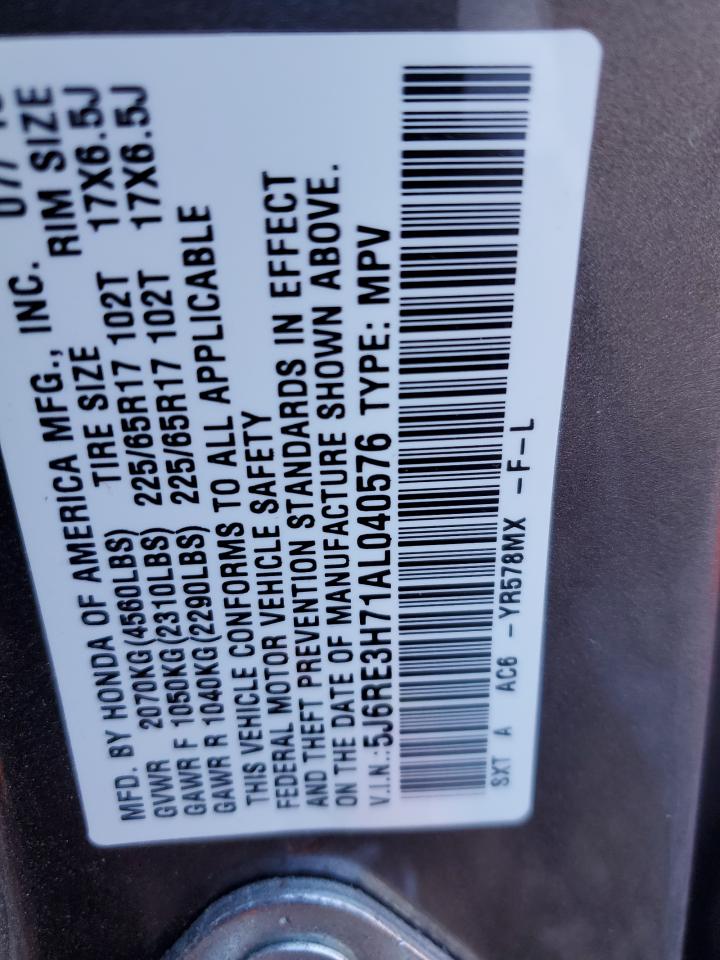 MFD. BY HONDA OF AMERICA MFG., INC.
TIRE SIZE RIM SIZE
GVWR 2070KG(4560LBS)
GAWR F 1050KG(2310LBS) 225/65R17 102T 17X6.5J
GAWR R 1040KG(2290LBS) 225/65R17 102T 17X6.5J
THIS VEHICLE CONFORMS TO ALL APPLICABLE
FEDERAL MOTOR VEHICLE SAFETY
AND THEFT PREVENTION STANDARDS IN EFFECT
ON THE DATE OF MANUFACTURE SHOWN ABOVE.
V.I.N.:5J6RE3H71AL040576 TYPE: MPV
SXT A AC6 -YR578MX -F-L